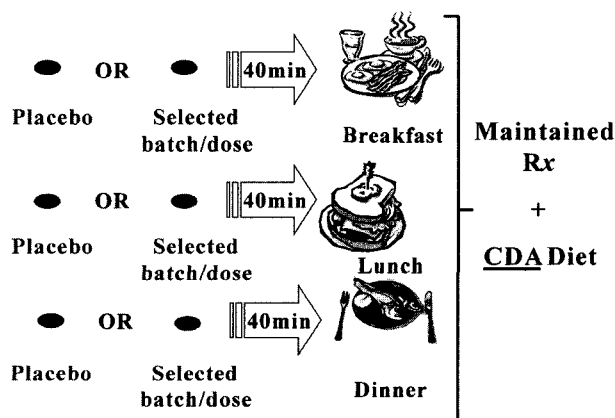 OR 40min
Placebo Selected
batch/dose
Breakfast
OR 40min
Placebo Selected
batch/dose
Lunch
OR 40min
Placebo Selected
batch/dose
Dinner
Maintained
Rx
+
CDA Diet